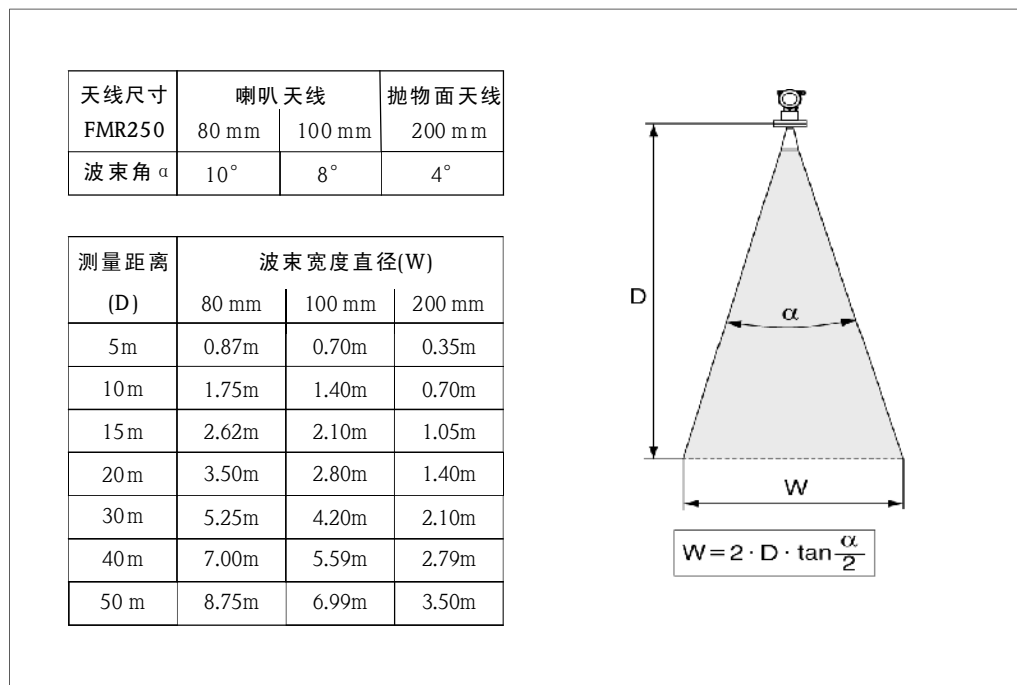 天线尺寸 喇叭天线 抛物面天线
FMR250 80 mm 100 mm 200 mm
波束角 α 10° 8° 4°
测量距离 波束宽度直径(W)
(D) 80 mm 100 mm 200 mm
5m 0.87m 0.70m 0.35m
10m 1.75m 1.40m 0.70m
15m 2.62m 2.10m 1.05m
20m 3.50m 2.80m 1.40m
30m 5.25m 4.20m 2.10m
40m 7.00m 5.59m 2.79m
50 m 8.75m 6.99m 3.50m
D
α
W
W=2·D·tan α/2